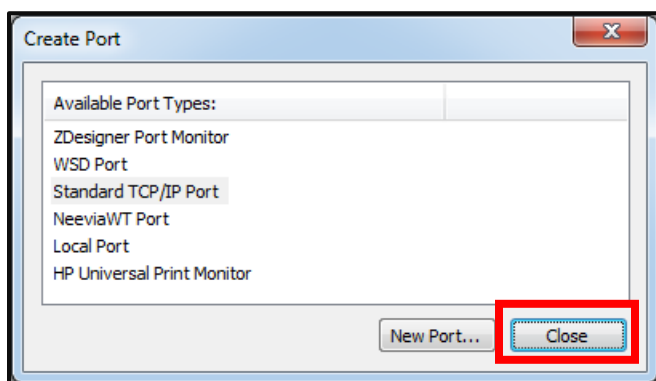 Create Port
Available Port Types:
ZDesigner Port Monitor
WSD Port
Standard TCP/IP Port
NeeviaWT Port
Local Port
HP Universal Print Monitor
New Port... Close